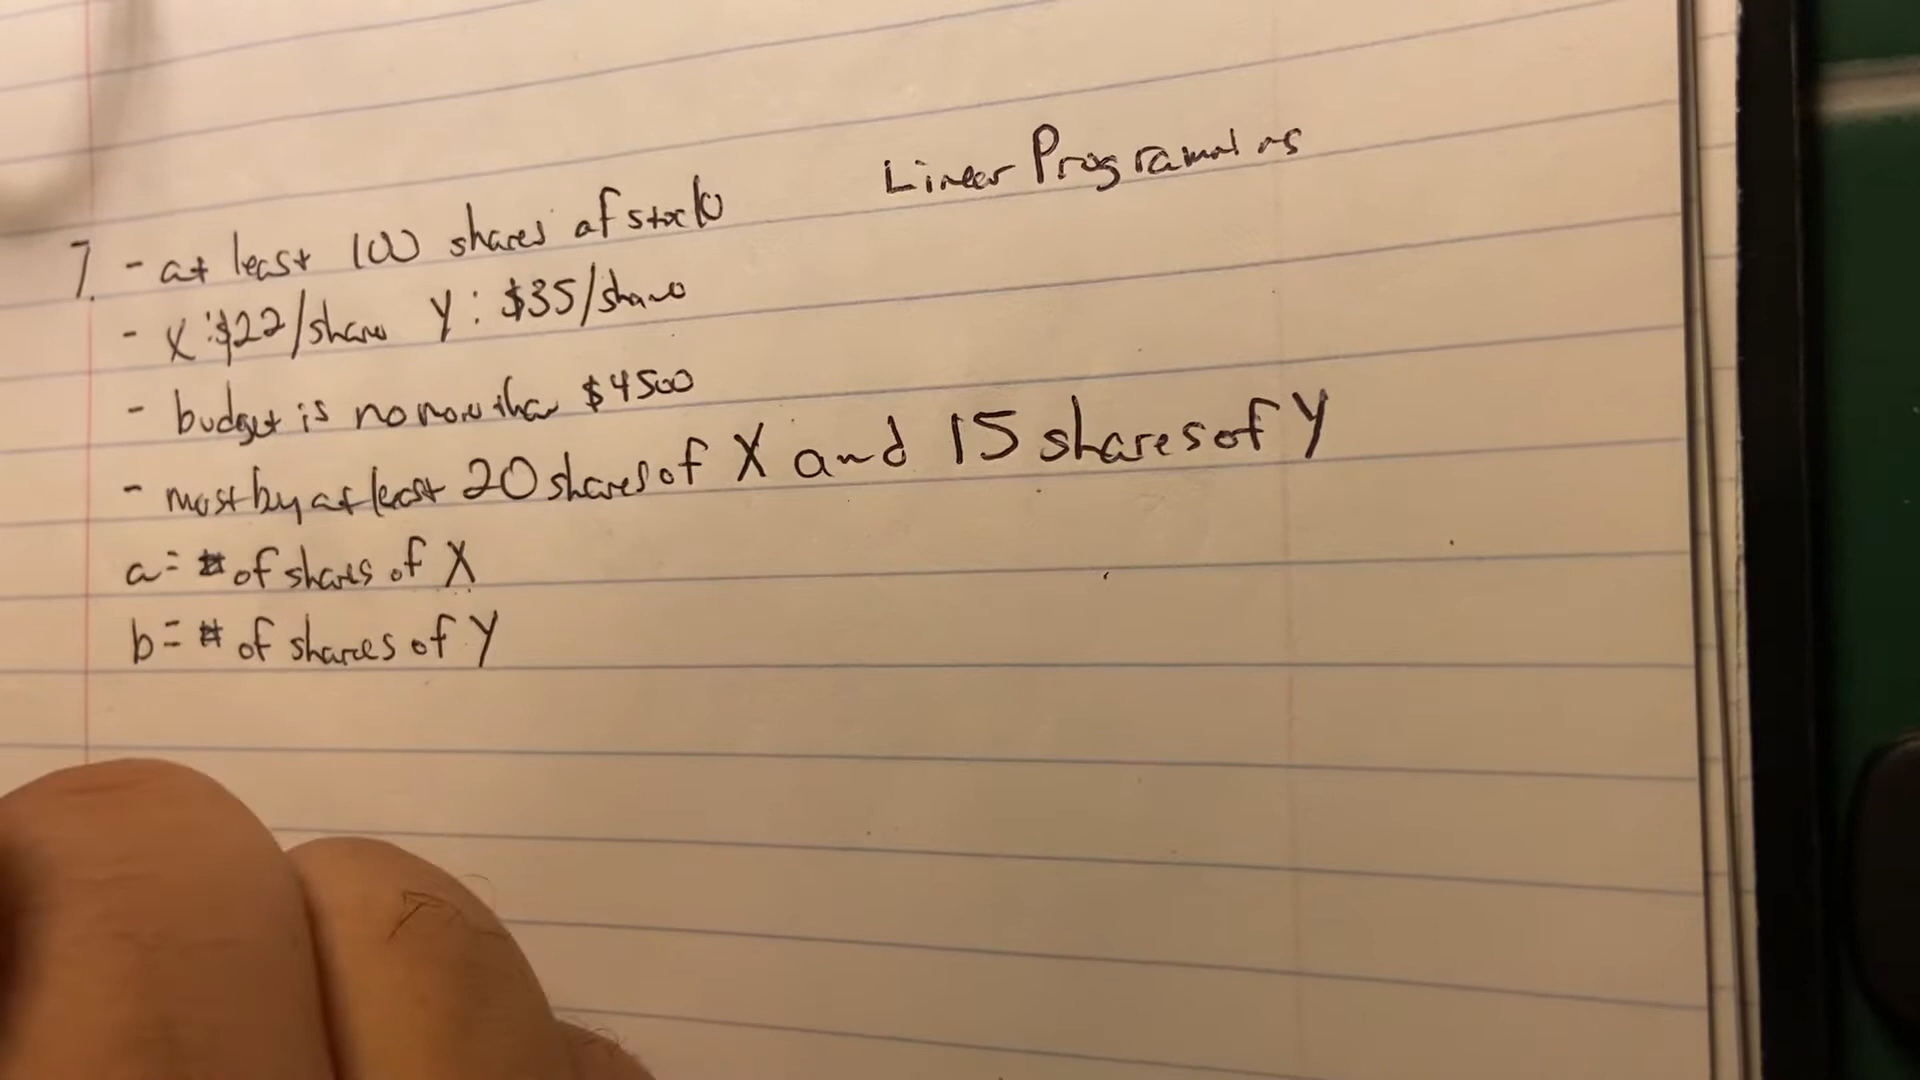 Linear Programming
7. - at least 100 shares of stock
- X: $22/share Y: $35/share
- budget is no more than $4500
- must by at least 20 shares of X and 15 shares of Y
a = # of shares of X
b = # of shares of Y